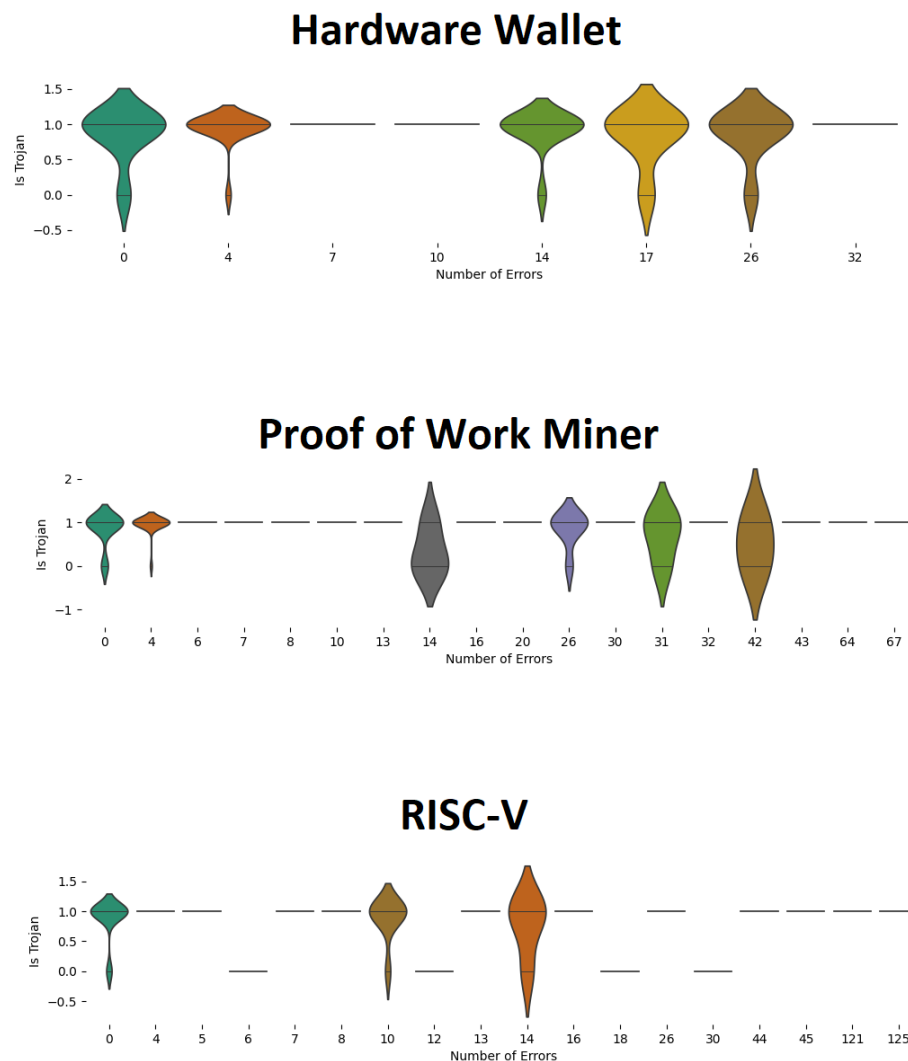 Hardware Wallet
1.5
1.0
0.5
0.0
−0.5
Is Trojan
0 4 7 10 14 17 26 32
Number of Errors
Proof of Work Miner
2
1
0
−1
Is Trojan
0 4 6 7 8 10 13 14 16 20 26 30 31 32 42 43 64 67
Number of Errors
RISC-V
1.5
1.0
0.5
0.0
−0.5
Is Trojan
0 4 5 6 7 8 10 12 13 14 16 18 26 30 44 45 121 125
Number of Errors